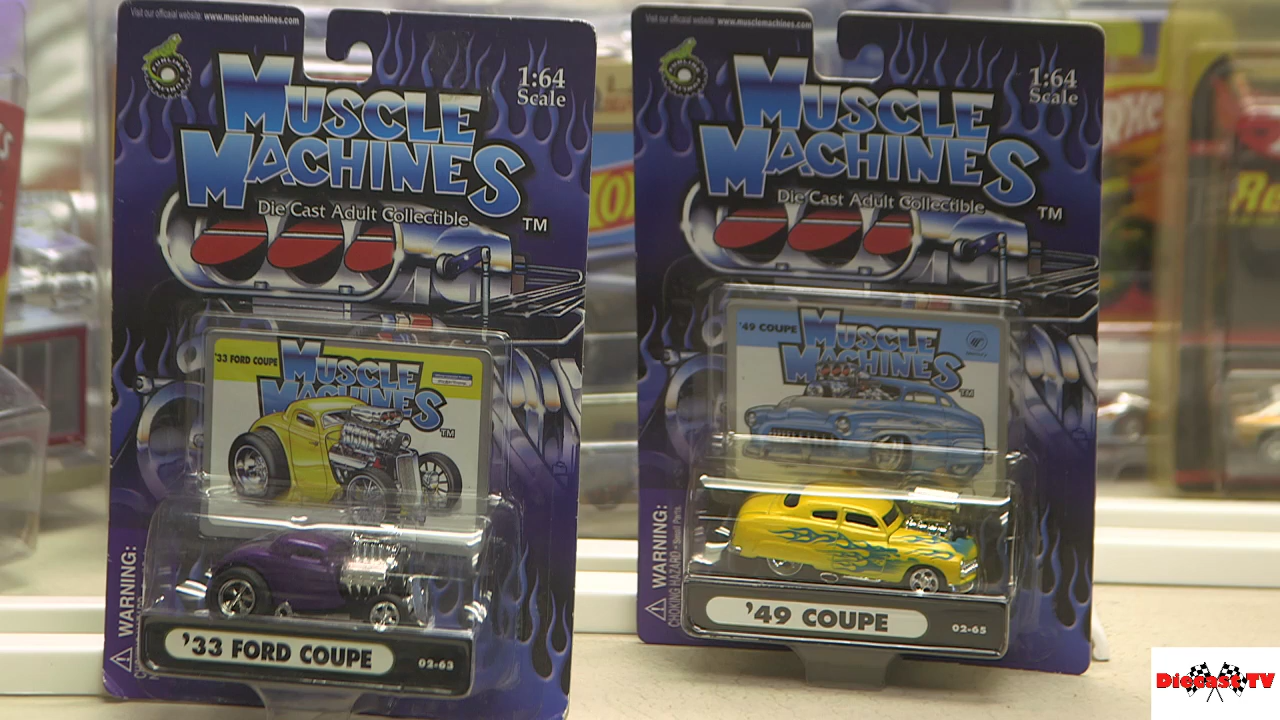 Visit our official website: www.musclemachines.com
1:64
Scale
MUSCLE
MACHINES
TM
Die Cast Adult Collectible
'33 FORD COUPE
MUSCLE
MACHINES
TM
WARNING:
'33 FORD COUPE
02-63
Visit our official website: www.musclemachines.com
1:64
Scale
MUSCLE
MACHINES
TM
Die Cast Adult Collectible
'49 COUPE
MUSCLE
MACHINES
TM
WARNING:
CHOKING HAZARD - Small Parts.
'49 COUPE
02-65
Diecast TV